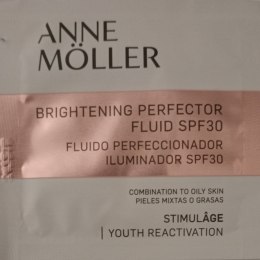 ANNE
MÖLLER
BRIGHTENING PERFECTOR
FLUID SPF30
FLUIDO PERFECCIONADOR
ILUMINADOR SPF30
COMBINATION TO OILY SKIN
PIELES MIXTAS O GRASAS
STIMULÂGE
| YOUTH REACTIVATION